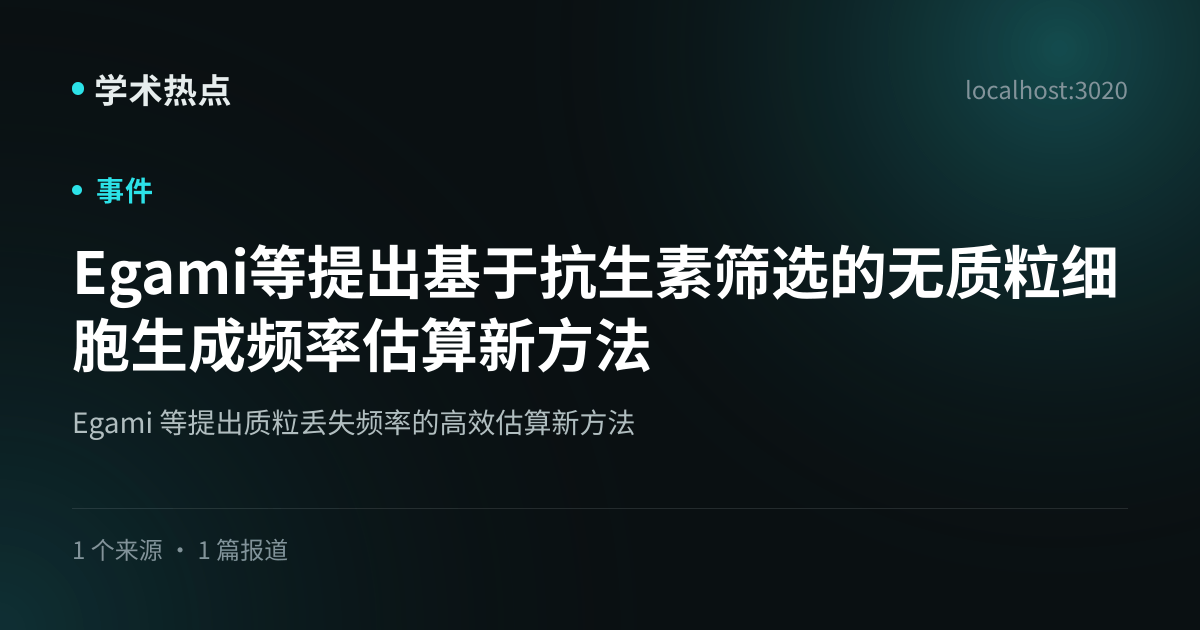 学术热点
localhost:3020
事件
Egami等提出基于抗生素筛选的无质粒细
胞生成频率估算新方法
Egami 等提出质粒丢失频率的高效估算新方法
1 个来源 · 1 篇报道